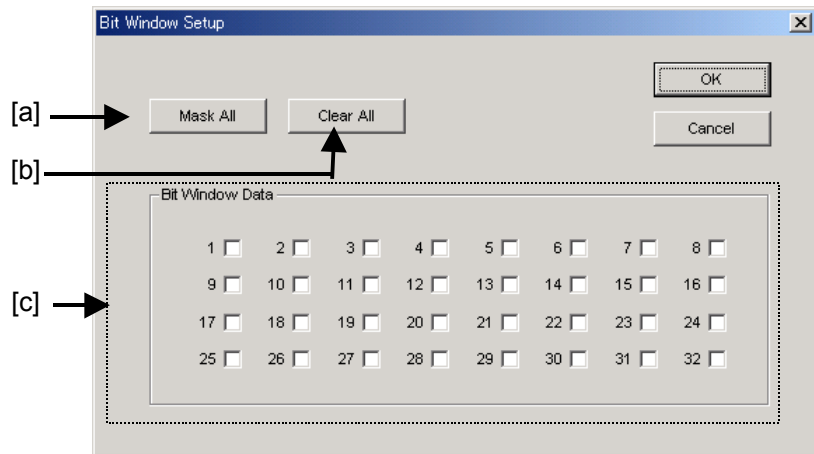 Bit Window Setup
OK
[a]
Mask All
Clear All
Cancel
[b]
Bit Window Data
1 2 3 4 5 6 7 8
[c]
9 10 11 12 13 14 15 16
17 18 19 20 21 22 23 24
25 26 27 28 29 30 31 32